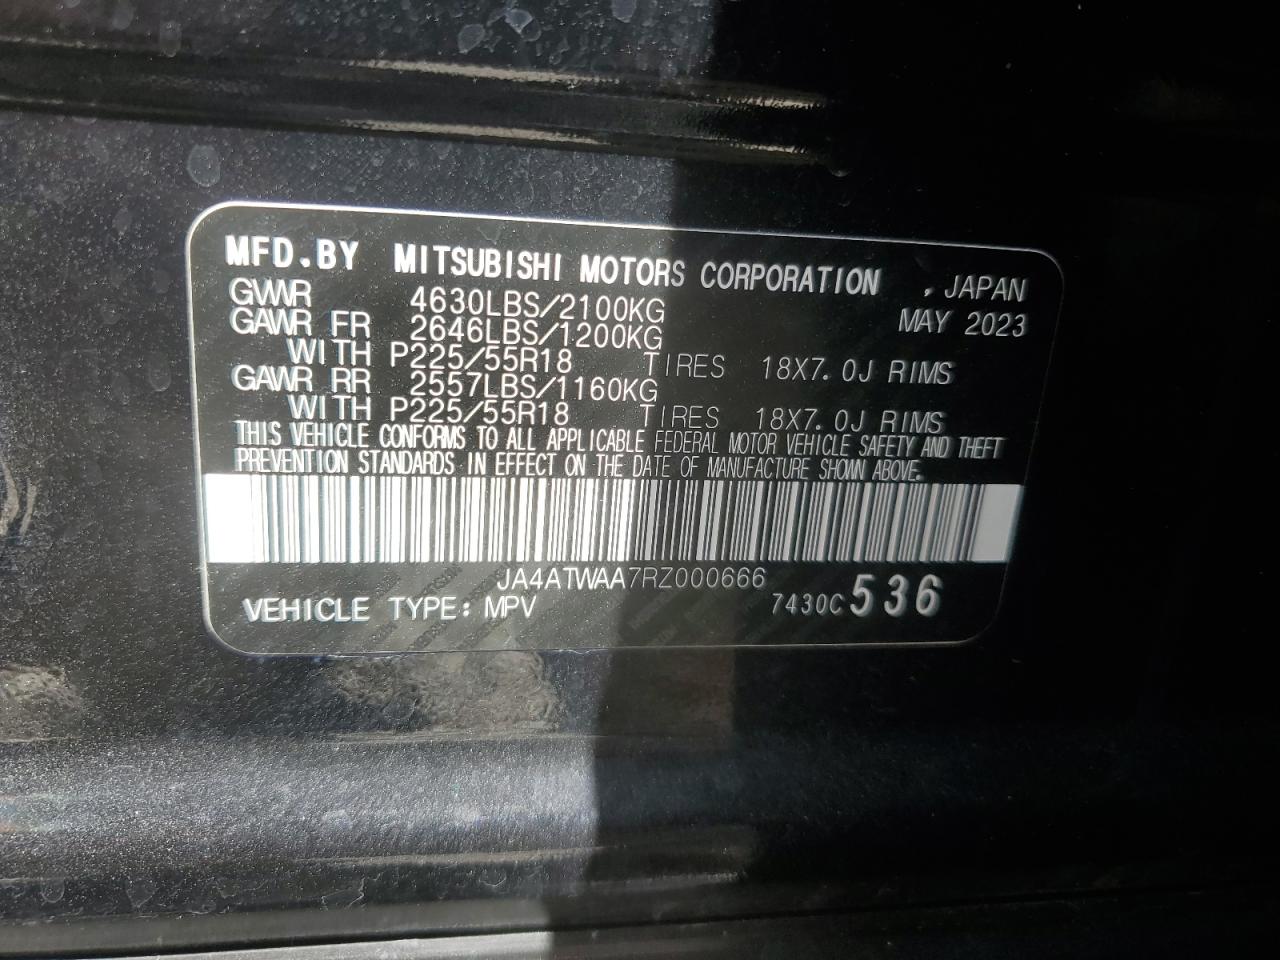 MFD.BY MITSUBISHI MOTORS CORPORATION , JAPAN
GWWR 4630LBS/2100KG MAY 2023
GAWR FR 2646LBS/1200KG
WITH P225/55R18 TIRES 18X7.0J RIMS
GAWR RR 2557LBS/1160KG
WITH P225/55R18 TIRES 18X7.0J RIMS
THIS VEHICLE CONFORMS TO ALL APPLICABLE FEDERAL MOTOR VEHICLE SAFETY AND THEFT
PREVENTION STANDARDS IN EFFECT ON THE DATE OF MANUFACTURE SHOWN ABOVE.
JA4ATWAA7RZ000666
VEHICLE TYPE: MPV 7430C 536